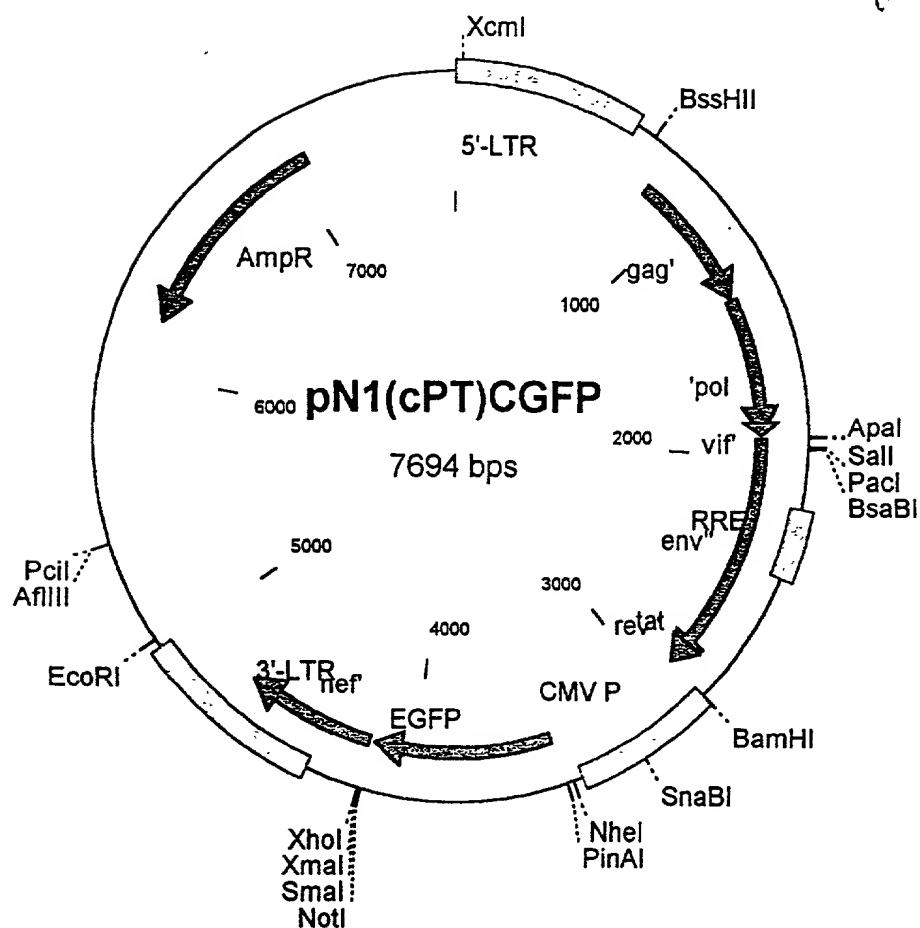 XcmI
BssHII
5'-LTR
AmpR
7000
gag'
1000
pN1(cPT)CGFP
7694 bps
6000
'pol
2000
vif'
ApaI
SalI
PacI
BsaBI
RRE
env"
5000
3000
rev
tat
PciI
AflIII
4000
EcoRI
3'-LTR
nef'
EGFP
CMV P
BamHI
SnaBI
NheI
PinAI
XhoI
XmaI
SmaI
NotI